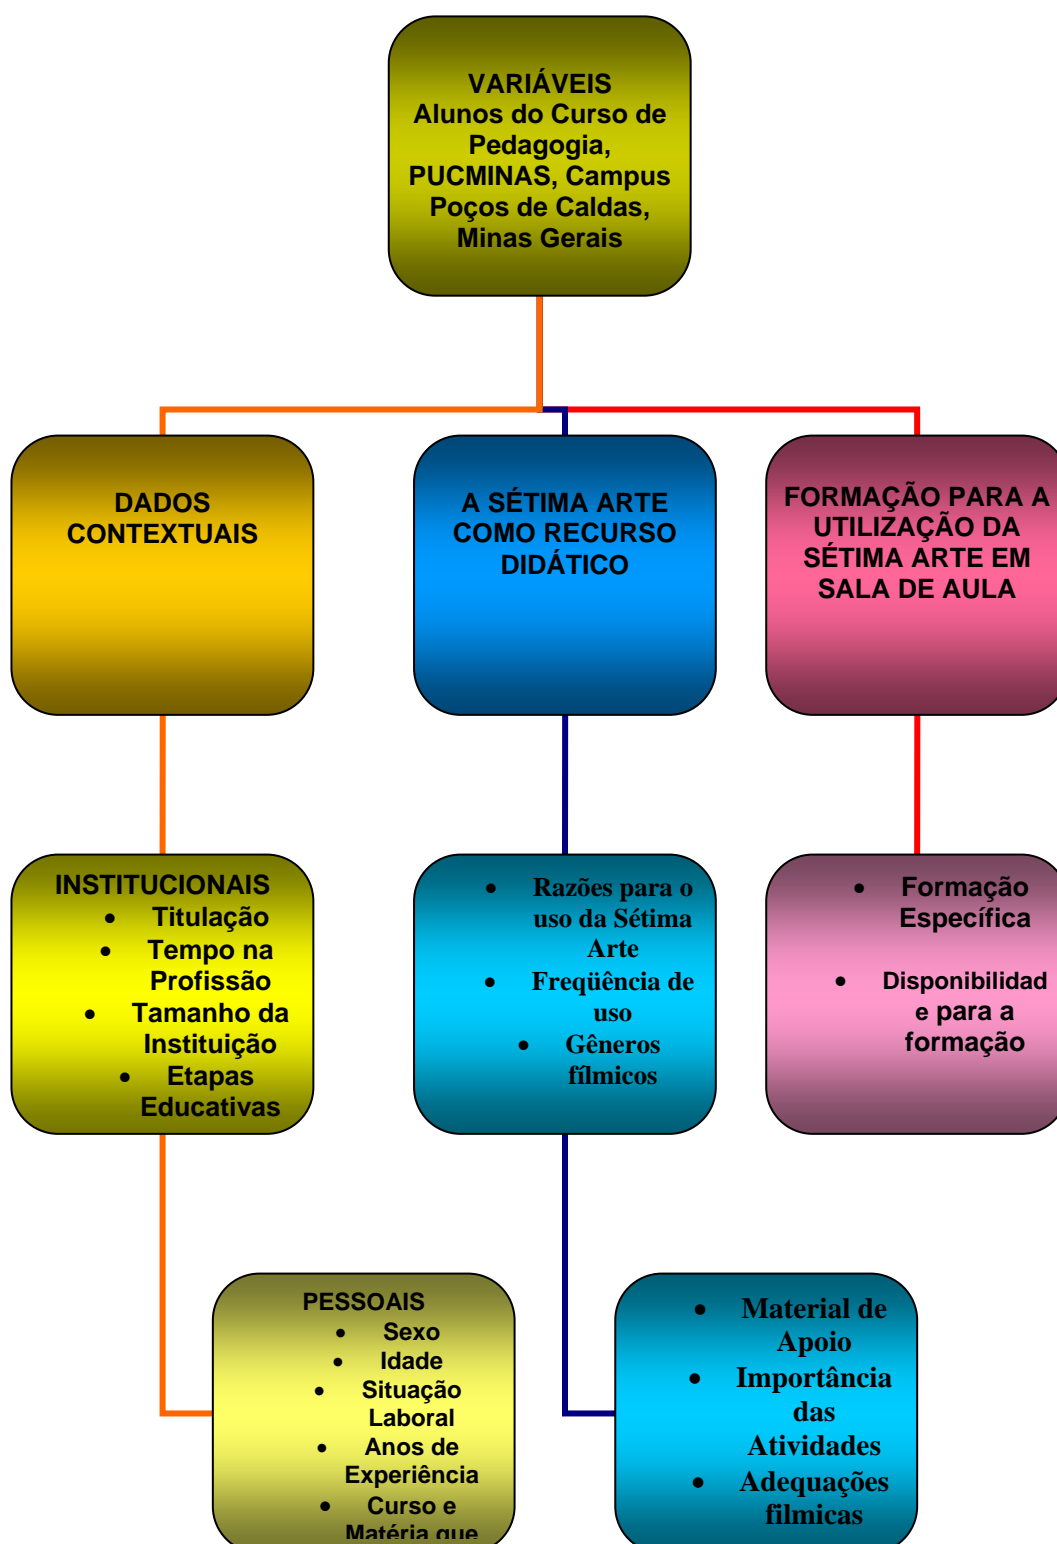 VARIÁVEIS
Alunos do Curso de
Pedagogia,
PUCMINAS, Campus
Poços de Caldas,
Minas Gerais
DADOS
CONTEXTUAIS
A SÉTIMA ARTE
COMO RECURSO
DIDÁTICO
FORMAÇÃO PARA A
UTILIZAÇÃO DA
SÉTIMA ARTE EM
SALA DE AULA
INSTITUCIONAIS
• Titulação
• Tempo na
Profissão
• Tamanho da
Instituição
• Etapas
Educativas
• Razões para o
uso da Sétima
Arte
• Freqüência de
uso
• Gêneros
fílmicos
• Formação
Específica
• Disponibilidad
e para a
formação
PESSOAIS
• Sexo
• Idade
• Situação
Laboral
• Anos de
Experiência
• Curso e
Matéria que
• Material de
Apoio
• Importância
das
Atividades
• Adequações
filmicas